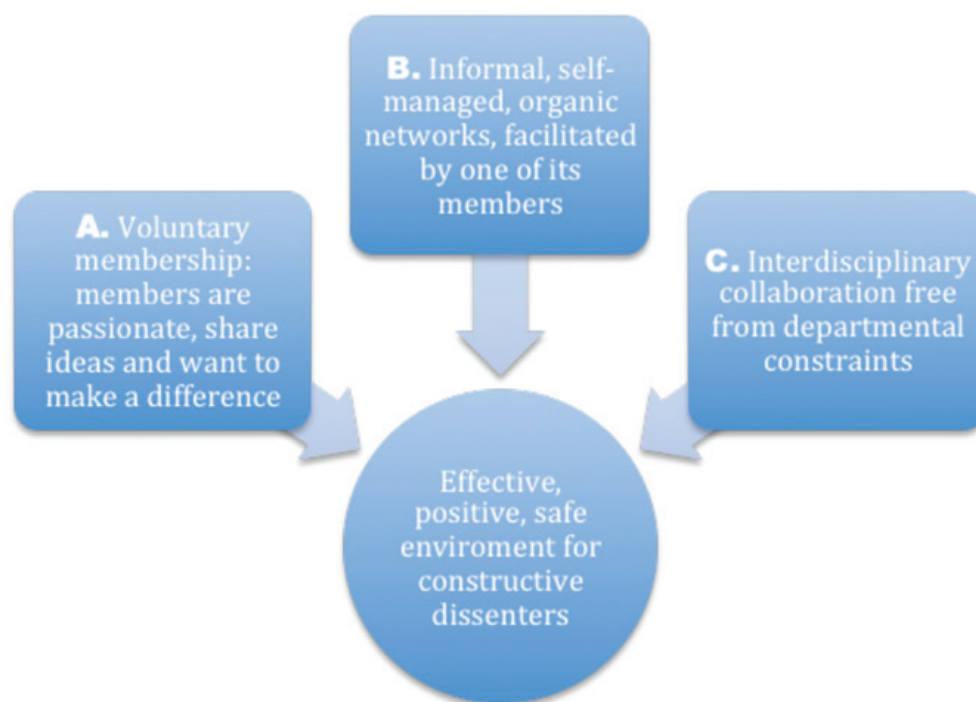 B. Informal, self-
managed, organic
networks, facilitated
by one of its
members
A. Voluntary
membership:
members are
passionate, share
ideas and want to
make a difference
C. Interdisciplinary
collaboration free
from departmental
constraints
Effective,
positive, safe
enviroment for
constructive
dissenters